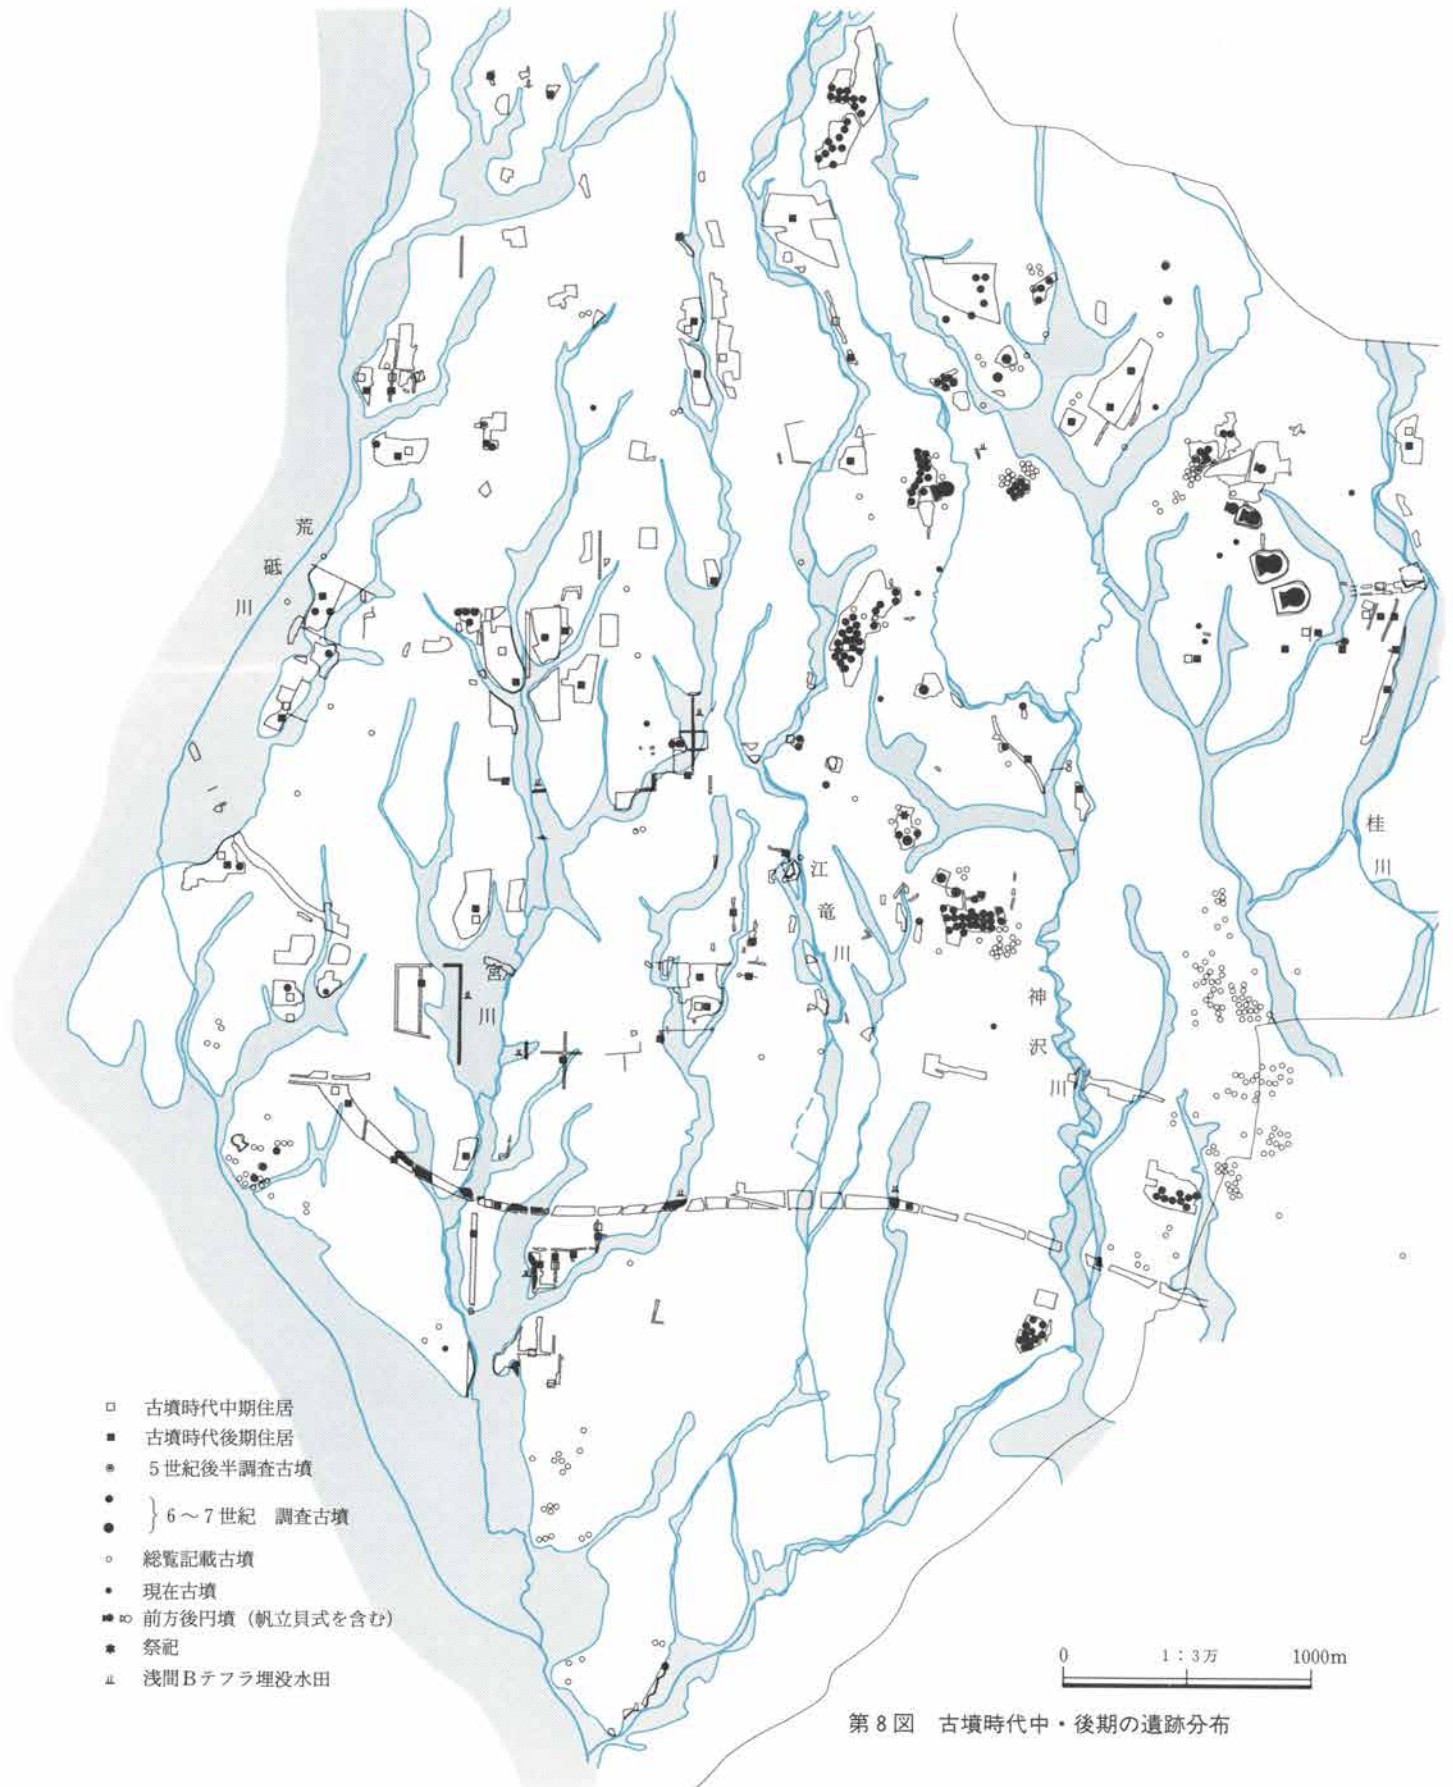 荒砥川
宮川
江竜川
神沢川
桂川
古墳時代中期住居
古墳時代後期住居
5世紀後半調査古墳
6～7世紀 調査古墳
総覧記載古墳
現在古墳
前方後円墳（帆立貝式を含む）
祭祀
浅間Bテフラ埋没水田
0 1：3万 1000m
第8図 古墳時代中・後期の遺跡分布